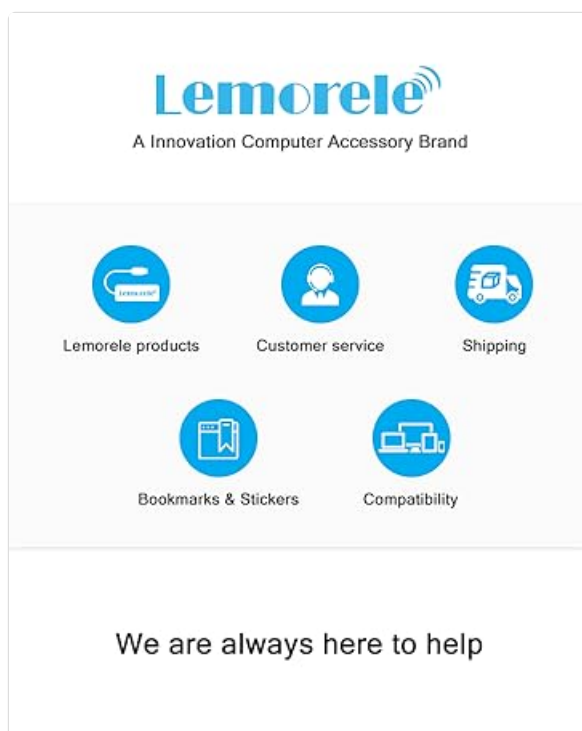 Lemorele
A Innovation Computer Accessory Brand
Lemorele
Lemorele products
Customer service
Shipping
Bookmarks & Stickers
Compatibility
We are always here to help